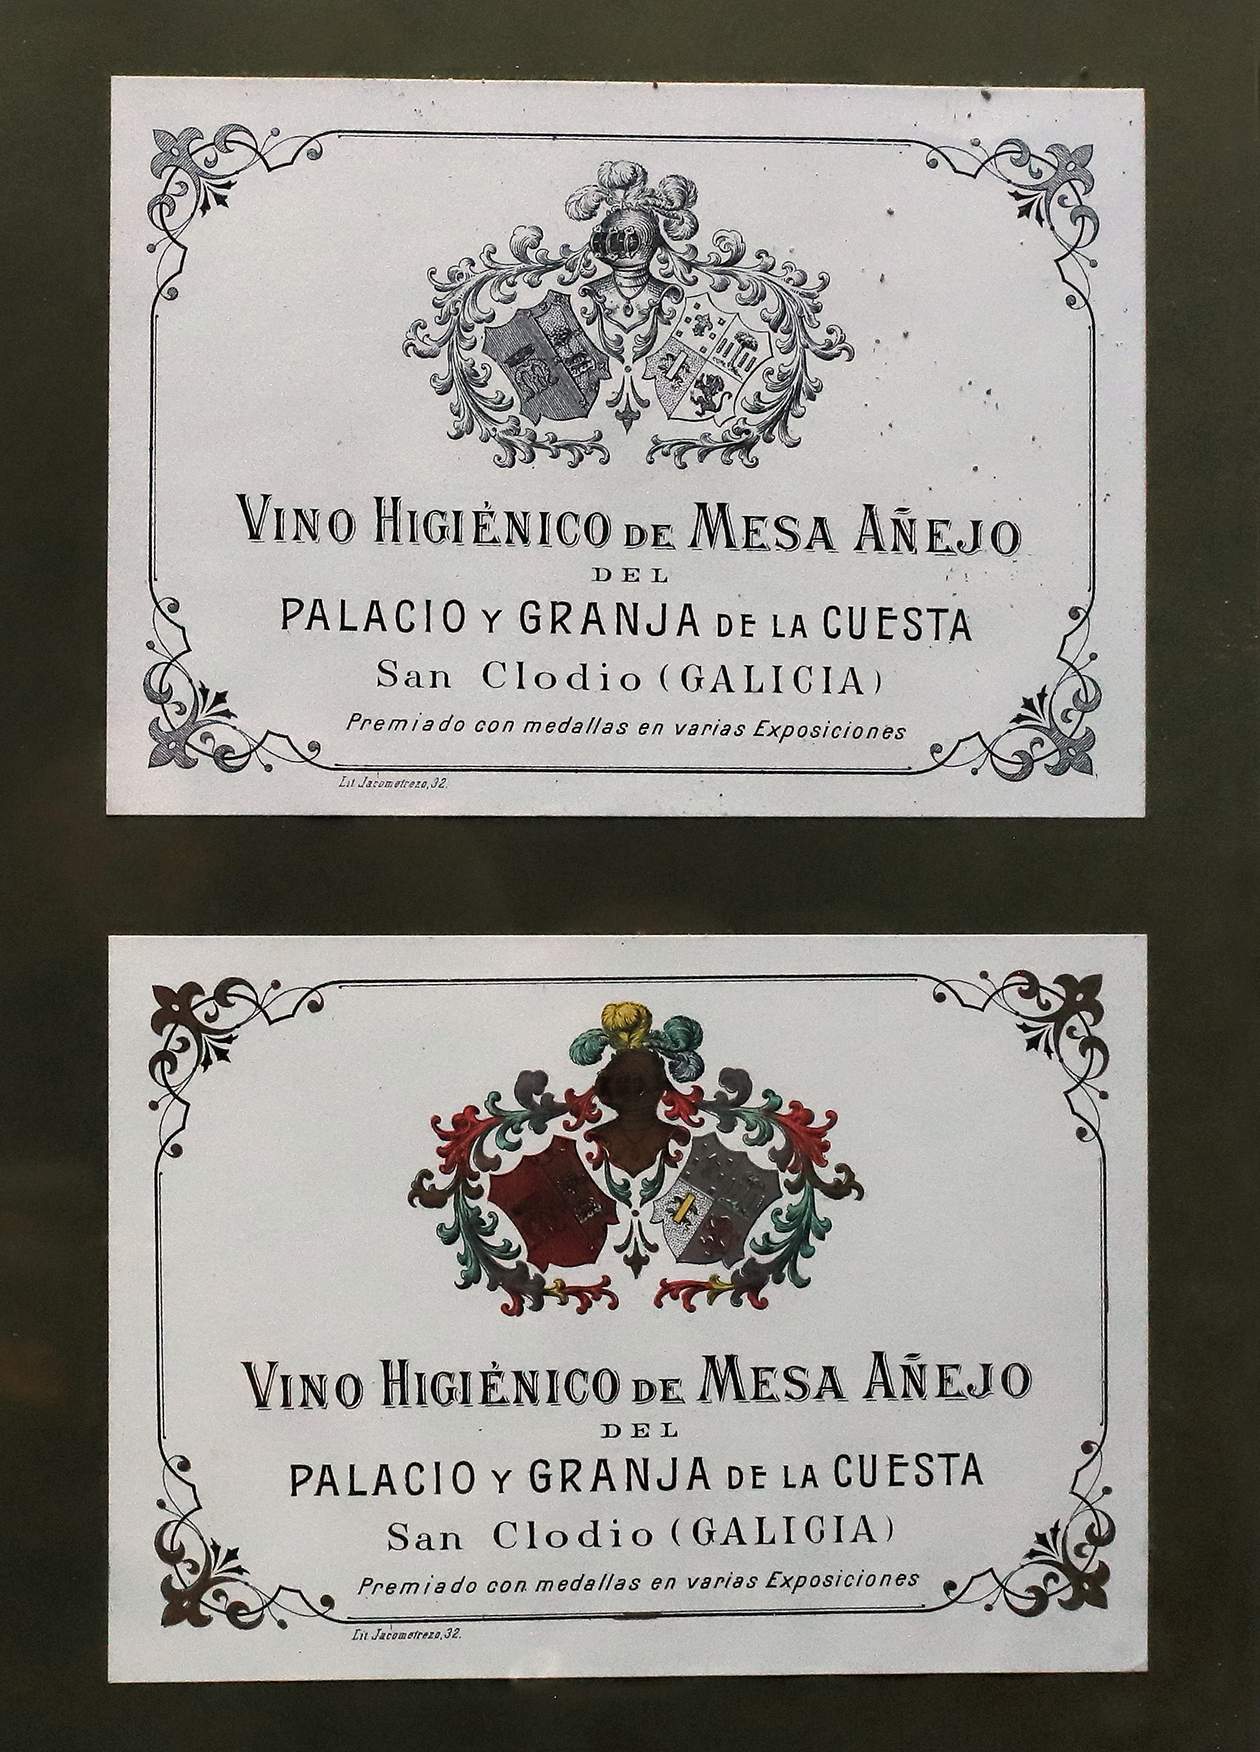 VINO HIGIÉNICO DE MESA AÑEJO
DEL
PALACIO Y GRANJA DE LA CUESTA
San Clodio (GALICIA)
Premiado con medallas en varias Exposiciones
Lit. Jacometrezo, 32.
VINO HIGIÉNICO DE MESA AÑEJO
DEL
PALACIO Y GRANJA DE LA CUESTA
San Clodio (GALICIA)
Premiado con medallas en varias Exposiciones
Lit. Jacometrezo, 32.